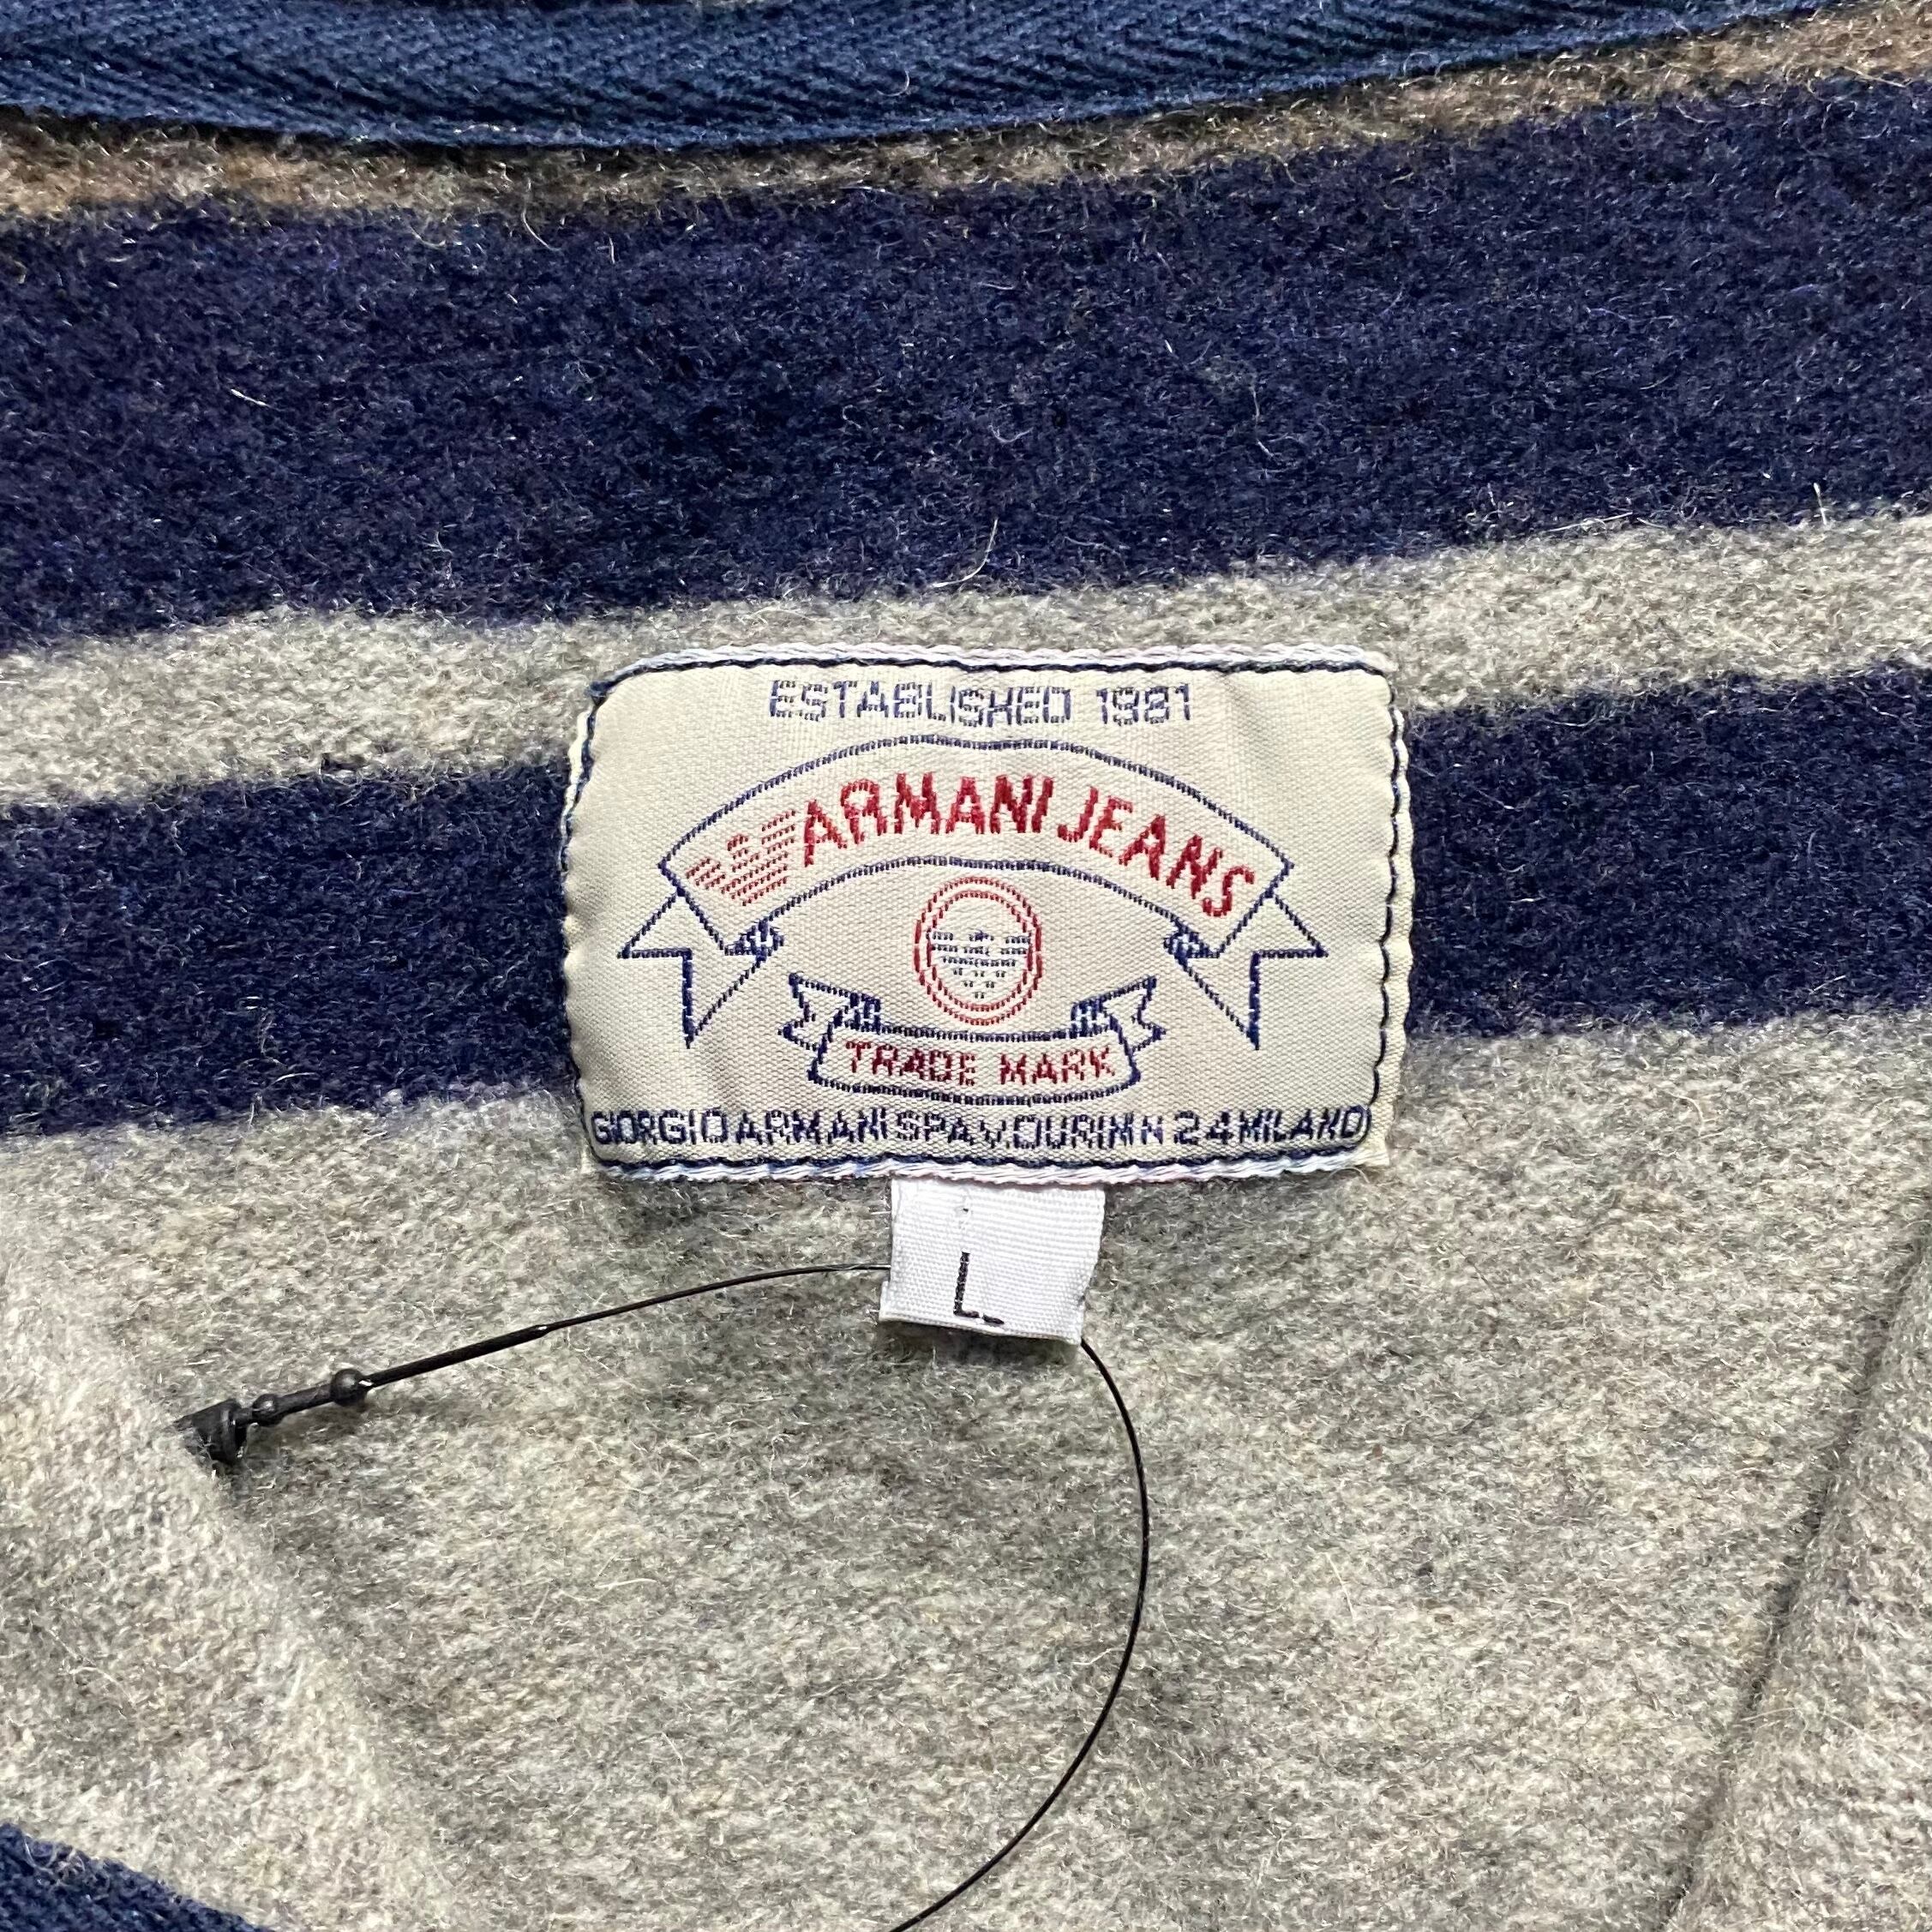 ESTABLISHED 1981
ARMANI JEANS
TRADE MARK
GIORGIO ARMANI SPA V. DURINI N 24 MILANO
L